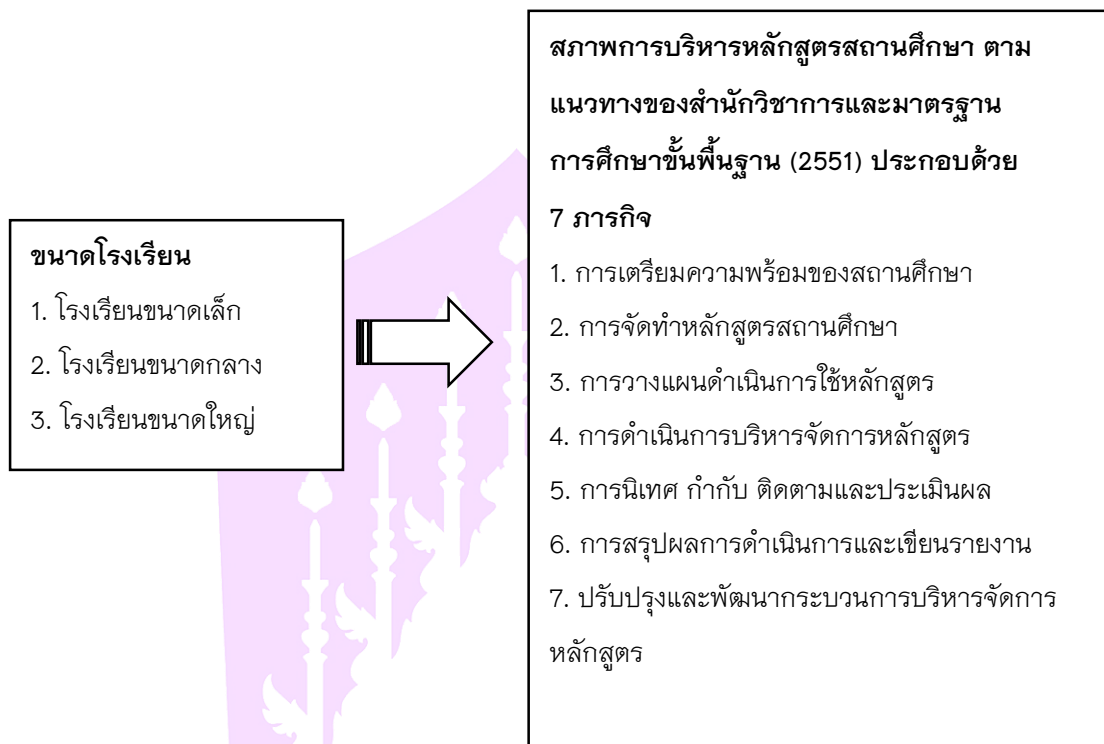 ขนาดโรงเรียน
1. โรงเรียนขนาดเล็ก
2. โรงเรียนขนาดกลาง
3. โรงเรียนขนาดใหญ่
สภาพการบริหารหลักสูตรสถานศึกษา ตาม
แนวทางของสำนักวิชาการและมาตรฐาน
การศึกษาขั้นพื้นฐาน (2551) ประกอบด้วย
7 ภารกิจ
1. การเตรียมความพร้อมของสถานศึกษา
2. การจัดทำหลักสูตรสถานศึกษา
3. การวางแผนดำเนินการใช้หลักสูตร
4. การดำเนินการบริหารจัดการหลักสูตร
5. การนิเทศ กำกับ ติดตามและประเมินผล
6. การสรุปผลการดำเนินการและเขียนรายงาน
7. ปรับปรุงและพัฒนากระบวนการบริหารจัดการ
หลักสูตร